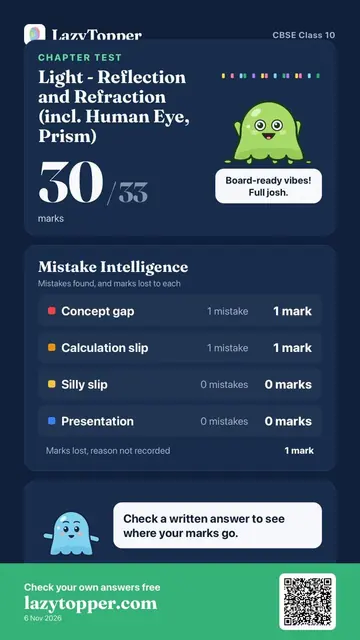 LazyTopper
CBSE Class 10
CHAPTER TEST
Light - Reflection
and Refraction
(incl. Human Eye,
Prism)
30/33
marks
Board-ready vibes!
Full josh.
Mistake Intelligence
Mistakes found, and marks lost to each
Concept gap 1 mistake 1 mark
Calculation slip 1 mistake 1 mark
Silly slip 0 mistakes 0 marks
Presentation 0 mistakes 0 marks
Marks lost, reason not recorded 1 mark
Check a written answer to see
where your marks go.
Check your own answers free
lazytopper.com
6 Nov 2026